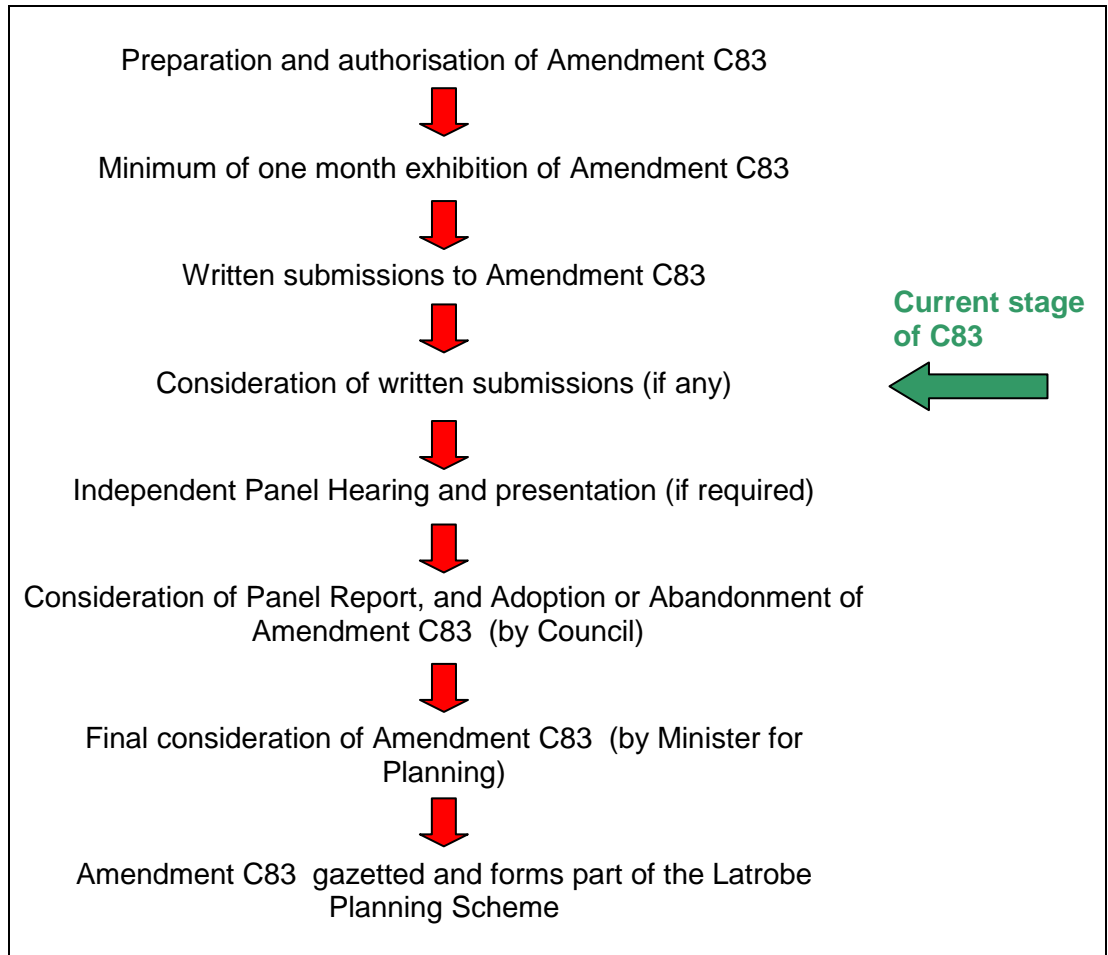 Preparation and authorisation of Amendment C83
Minimum of one month exhibition of Amendment C83
Written submissions to Amendment C83
Current stage
of C83
Consideration of written submissions (if any)
Independent Panel Hearing and presentation (if required)
Consideration of Panel Report, and Adoption or Abandonment of
Amendment C83 (by Council)
Final consideration of Amendment C83 (by Minister for
Planning)
Amendment C83 gazetted and forms part of the Latrobe
Planning Scheme